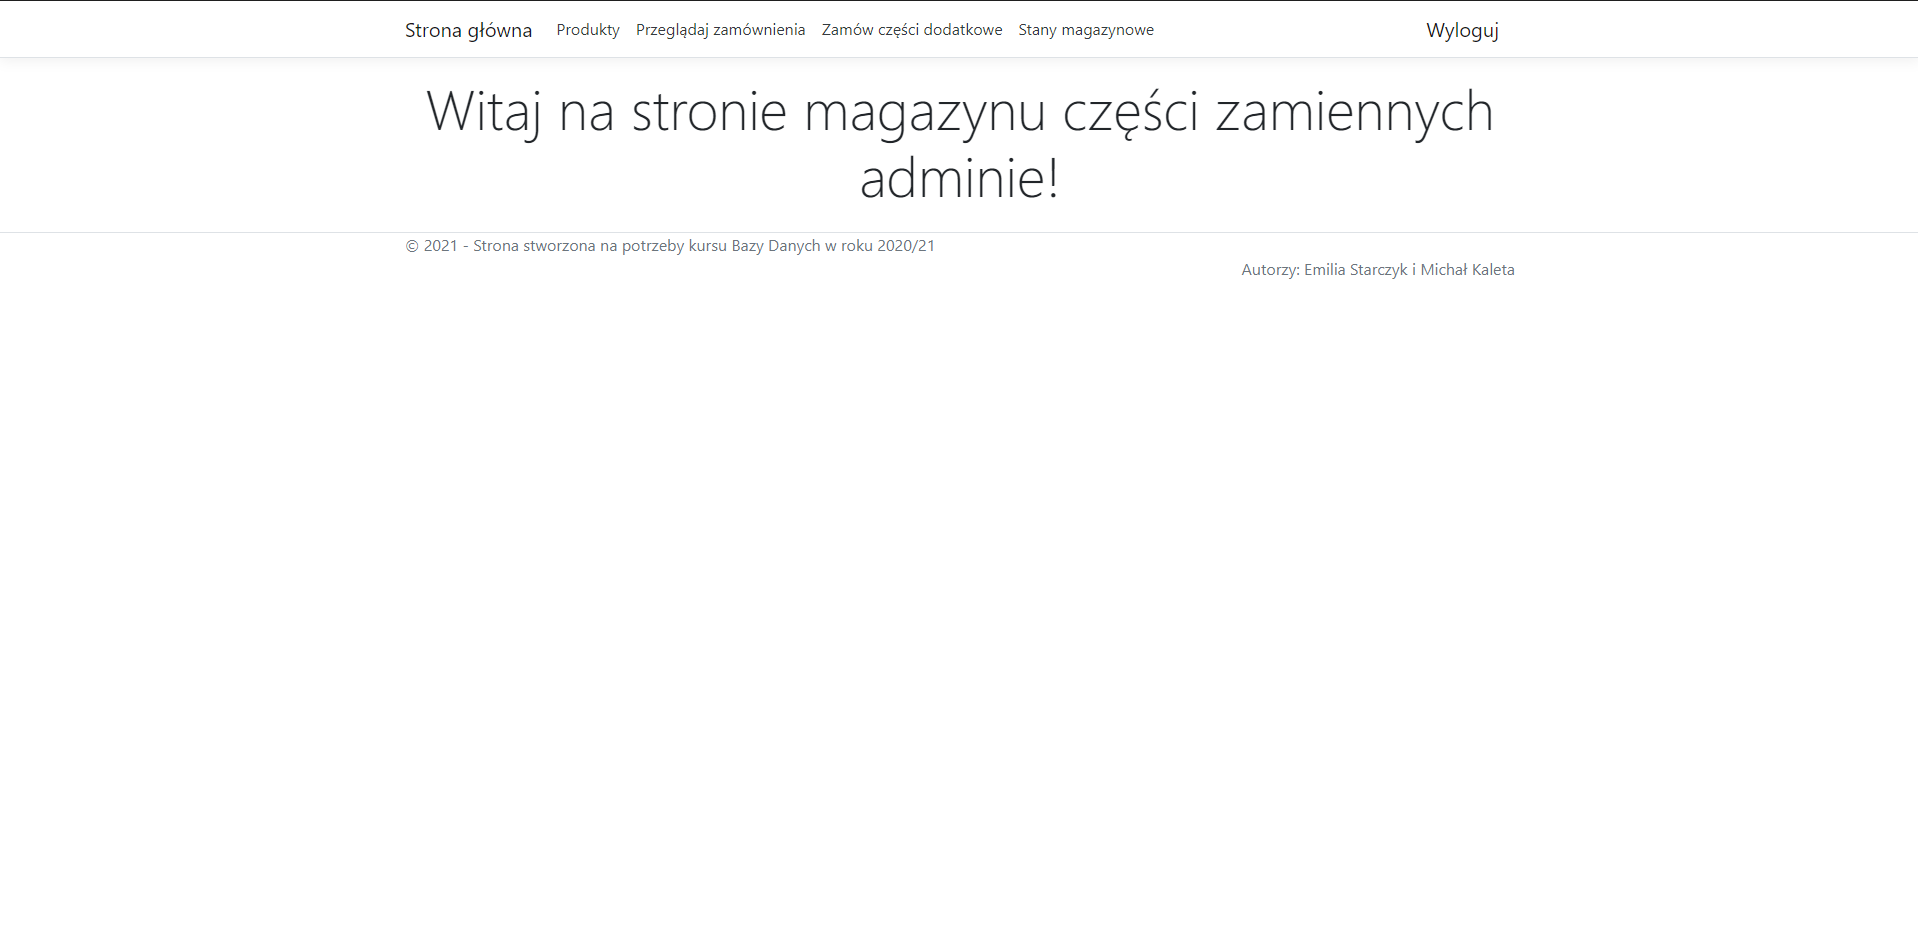 Strona główna Produkty Przeglądaj zamównienia Zamów części dodatkowe Stany magazynowe Wyloguj
Witaj na stronie magazynu części zamiennych
adminie!
© 2021 - Strona stworzona na potrzeby kursu Bazy Danych w roku 2020/21
Autorzy: Emilia Starczyk i Michał Kaleta